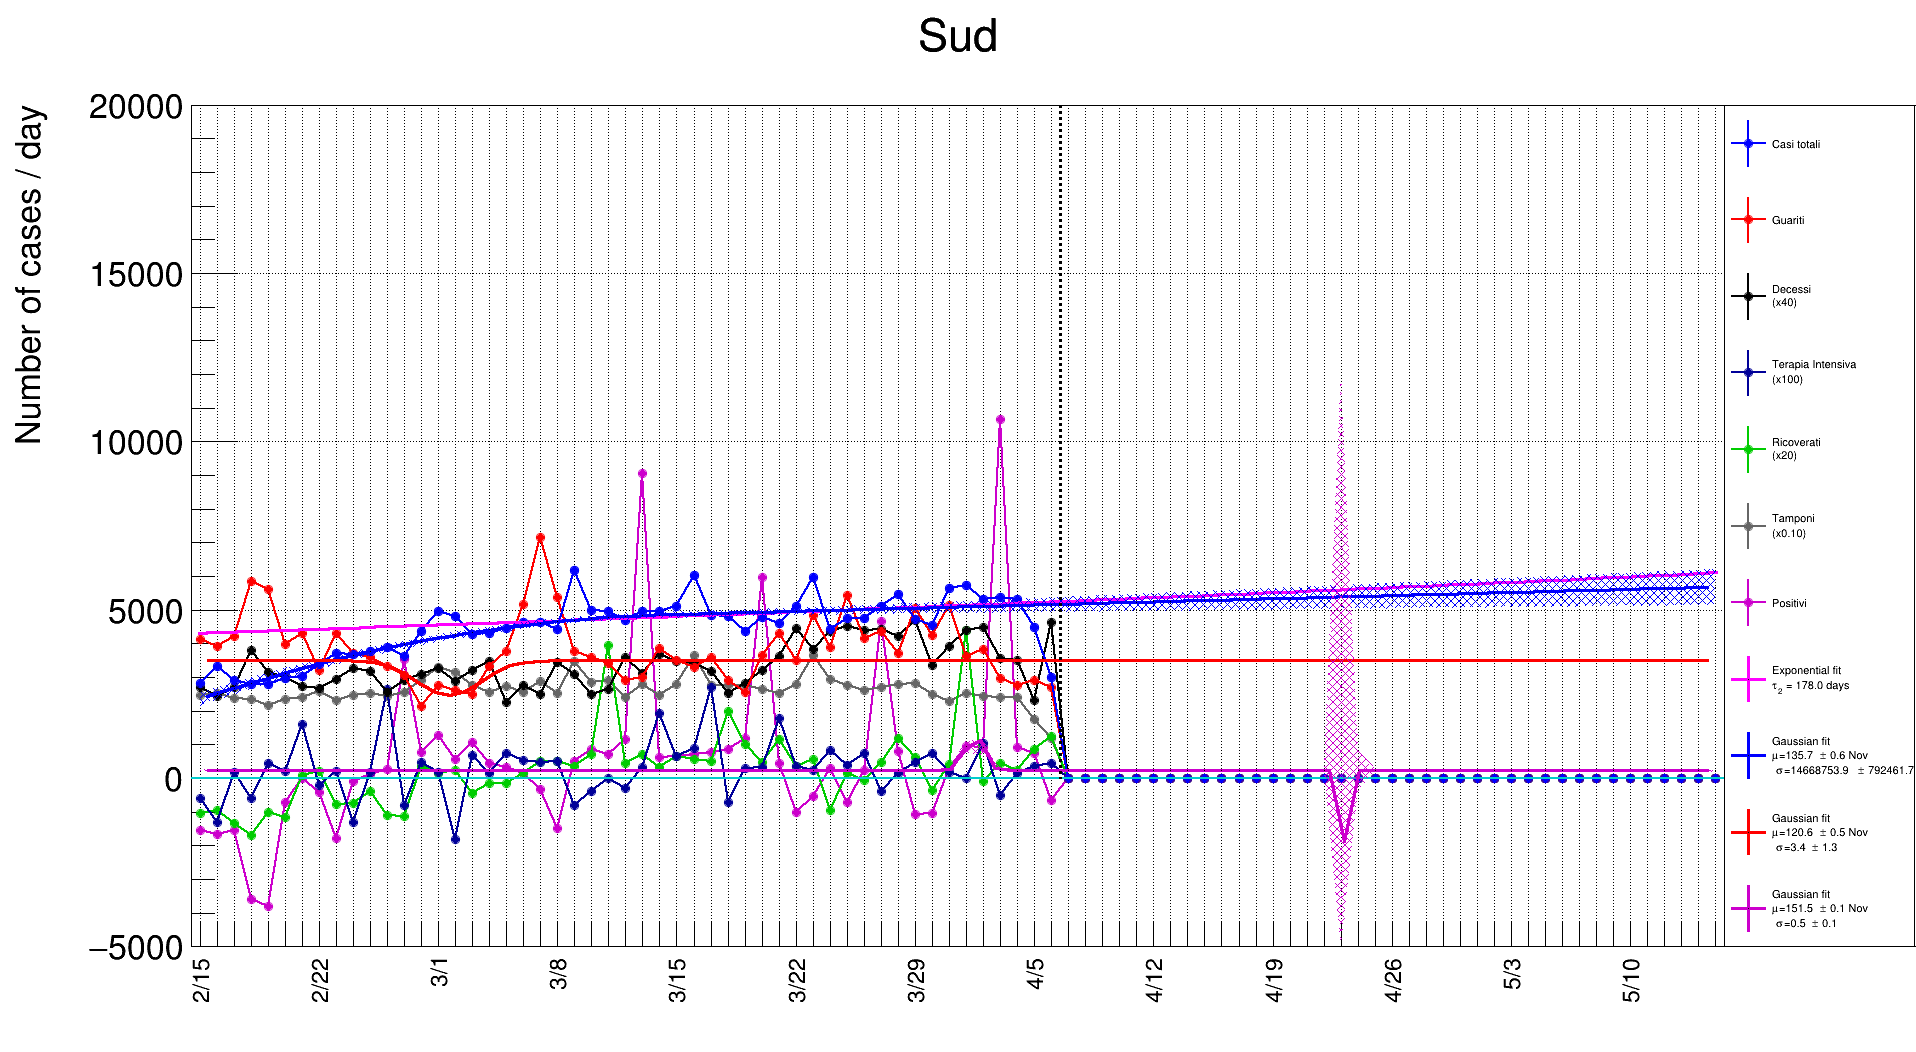 Sud
Number of cases / day
20000
15000
10000
5000
0
−5000
2/15
2/22
3/1
3/8
3/15
3/22
3/29
4/5
4/12
4/19
4/26
5/3
5/10
Casi totali
Guariti
Decessi
(x40)
Terapia Intensiva
(x100)
Ricoverati
(x20)
Tamponi
(x0.10)
Positivi
Exponential fit
τ2 = 178.0 days
Gaussian fit
μ=135.7 ± 0.6 Nov
σ=14668753.9 ± 792461.7
Gaussian fit
μ=120.6 ± 0.5 Nov
σ=3.4 ± 1.3
Gaussian fit
μ=151.5 ± 0.1 Nov
σ=0.5 ± 0.1